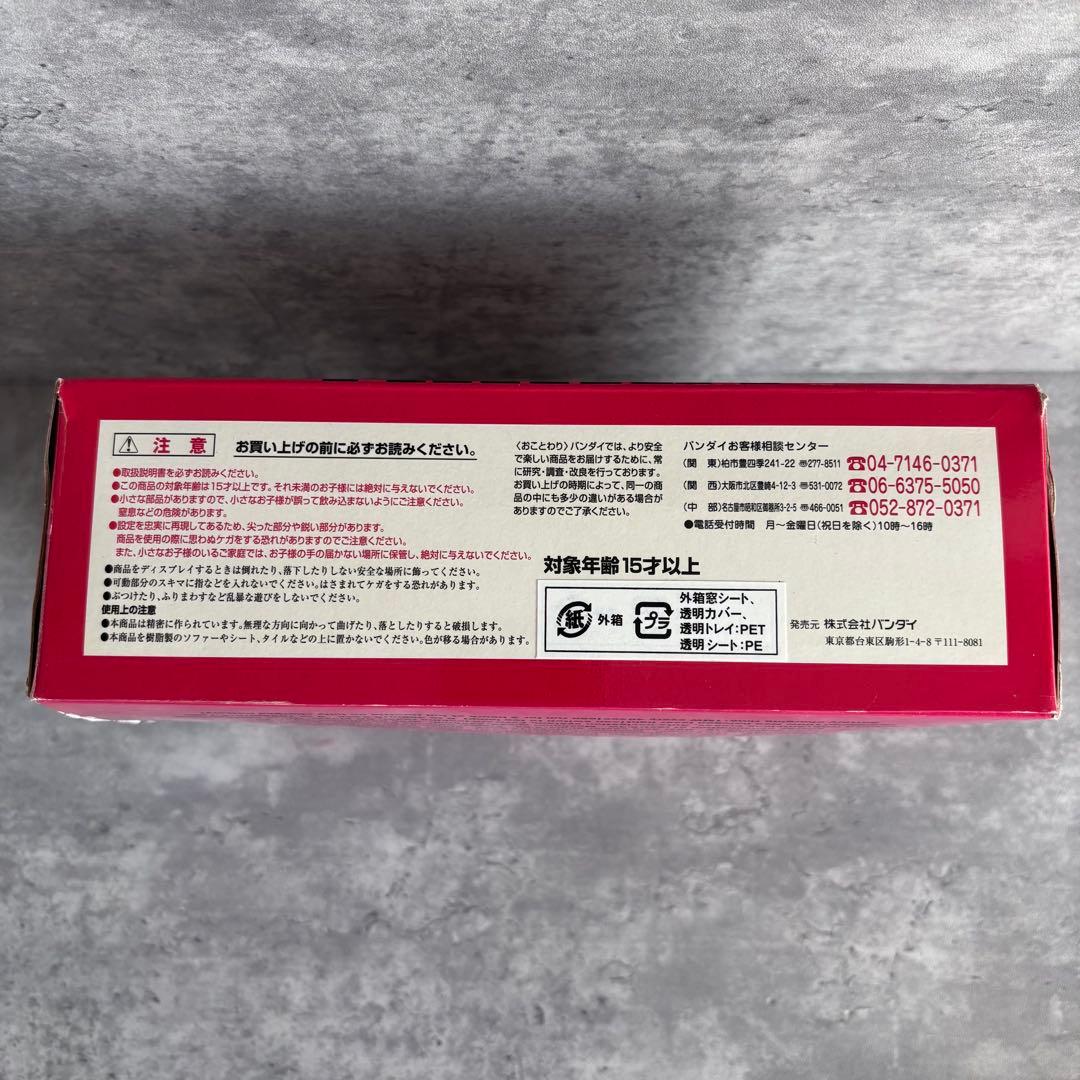 注意 お買い上げの前に必ずお読みください。
●取扱説明書を必ずお読みください。
●この商品の対象年齢は15才以上です。それ未満のお子様には絶対に与えないでください。
●小さな部品がありますので、小さなお子様が誤って飲み込まないようにご注意ください。
窒息などの危険があります。
●設定を忠実に再現してあるため、尖った部分や鋭い部分があります。
商品を使用の際に思わぬケガをする恐れがありますのでご注意ください。
また、小さなお子様のいるご家庭では、お子様の手の届かない場所に保管し、絶対に与えないでください。
●商品をディスプレイするときは倒れたり、落下したりしない安全な場所に飾ってください。
●可動部分のスキマに指などを入れないでください。はさまれてケガをする恐れがあります。
●ぶつけたり、ふりまわすなど乱暴な遊びをしないでください。
使用上の注意
●本商品は精密に作られています。無理な方向に向かって曲げたり、落としたりすると破損します。
●本商品を樹脂製のソファーやシート、タイルなどの上に置かないでください。色が移る場合があります。
〈おことわり〉バンダイでは、より安全
で楽しい商品をお届けするために、常
に研究・調査・改良を行っております。
お買い上げの時期によって、同一の商
品の中にも多少の違いがある場合が
ありますのでご了承ください。
バンダイお客様相談センター
(関 東)柏市豊四季241-22 〒277-8511 ☎04-7146-0371
(関 西)大阪市北区豊崎4-12-3 〒531-0072 ☎06-6375-5050
(中 部)名古屋市昭和区御器所3-2-5 〒466-0051 ☎052-872-0371
●電話受付時間 月〜金曜日(祝日を除く)10時〜16時
対象年齢15才以上
紙 外箱
プラ
外箱窓シート、
透明カバー、
透明トレイ:PET
透明シート:PE
発売元 株式会社バンダイ
東京都台東区駒形1-4-8 〒111-8081